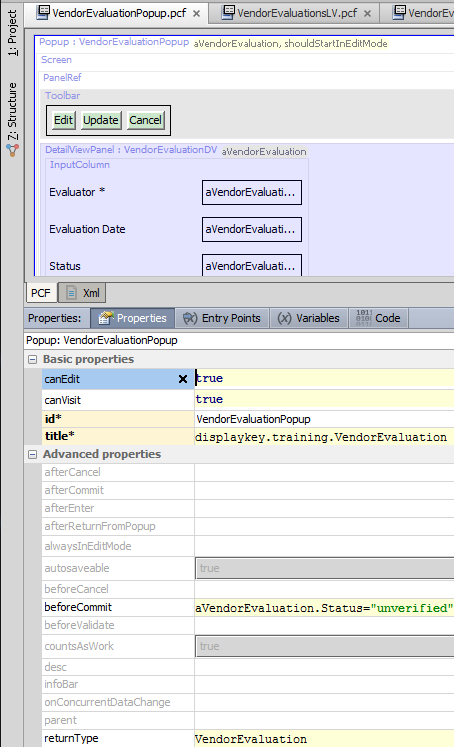 VendorEvaluationPopup.pcf × VendorEvaluationsLV.pcf × VendorEv
1: Project
Z: Structure
Popup : VendorEvaluationPopup aVendorEvaluation, shouldStartInEditMode
Screen
PanelRef
Toolbar
Edit Update Cancel
DetailViewPanel : VendorEvaluationDV aVendorEvaluation
InputColumn
Evaluator * aVendorEvaluati...
Evaluation Date aVendorEvaluati...
Status aVendorEvaluati...
PCF Xml
Properties: Properties (x) Entry Points (x) Variables Code
Popup: VendorEvaluationPopup
Basic properties
canEdit × true
canVisit true
id* VendorEvaluationPopup
title* displaykey.training.VendorEvaluation
Advanced properties
afterCancel
afterCommit
afterEnter
afterReturnFromPopup
alwaysInEditMode
autosaveable true
beforeCancel
beforeCommit aVendorEvaluation.Status="unverified"
beforeValidate
countsAsWork true
desc
infoBar
onConcurrentDataChange
parent
returnType VendorEvaluation